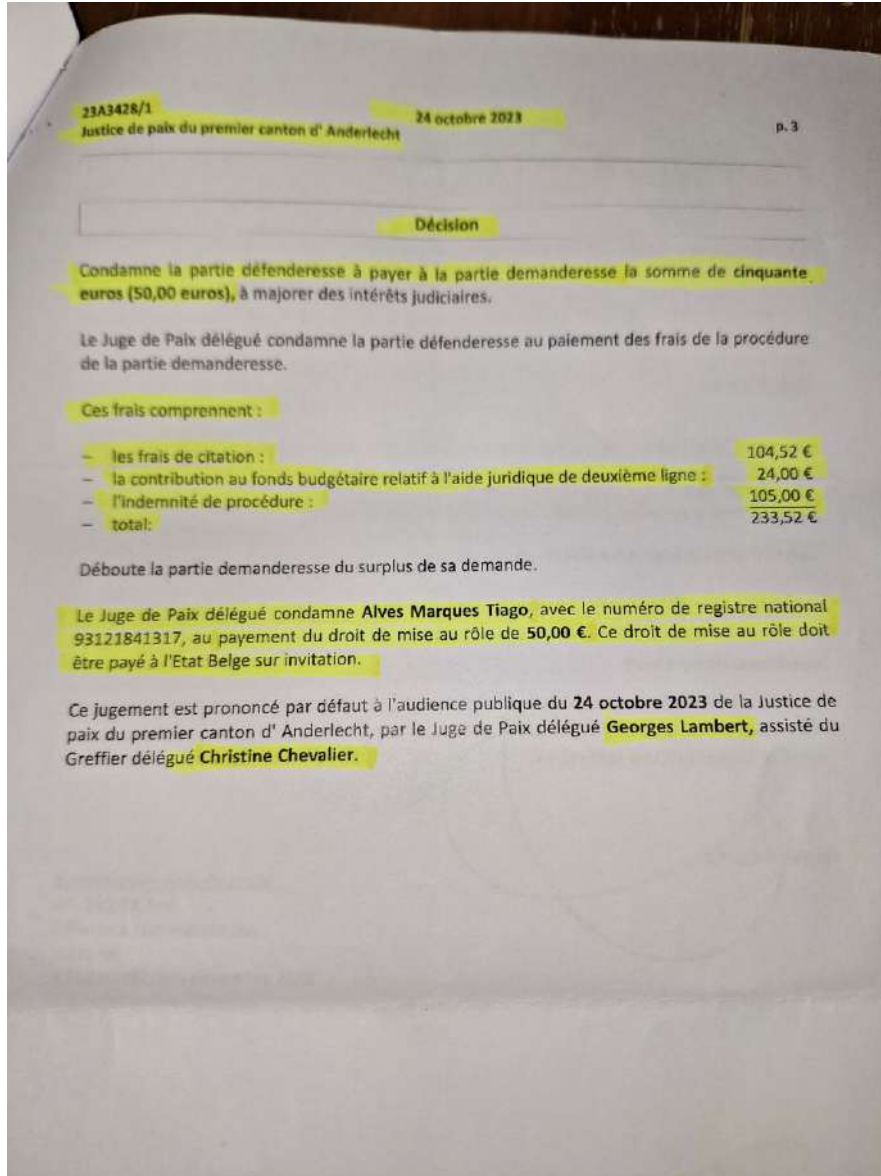 23A3428/1
24 octobre 2023
p. 3
Justice de paix du premier canton d' Anderlecht
Décision
Condamne la partie défenderesse à payer à la partie demanderesse la somme de cinquante
euros (50,00 euros), à majorer des intérêts judiciaires.
Le Juge de Paix délégué condamne la partie défenderesse au paiement des frais de la procédure
de la partie demanderesse.
Ces frais comprennent :
– les frais de citation : 104,52 €
– la contribution au fonds budgétaire relatif à l'aide juridique de deuxième ligne : 24,00 €
– l'indemnité de procédure : 105,00 €
– total: 233,52 €
Déboute la partie demanderesse du surplus de sa demande.
Le Juge de Paix délégué condamne Alves Marques Tiago, avec le numéro de registre national
93121841317, au payement du droit de mise au rôle de 50,00 €. Ce droit de mise au rôle doit
être payé à l'Etat Belge sur invitation.
Ce jugement est prononcé par défaut à l'audience publique du 24 octobre 2023 de la Justice de
paix du premier canton d' Anderlecht, par le Juge de Paix délégué Georges Lambert, assisté du
Greffier délégué Christine Chevalier.